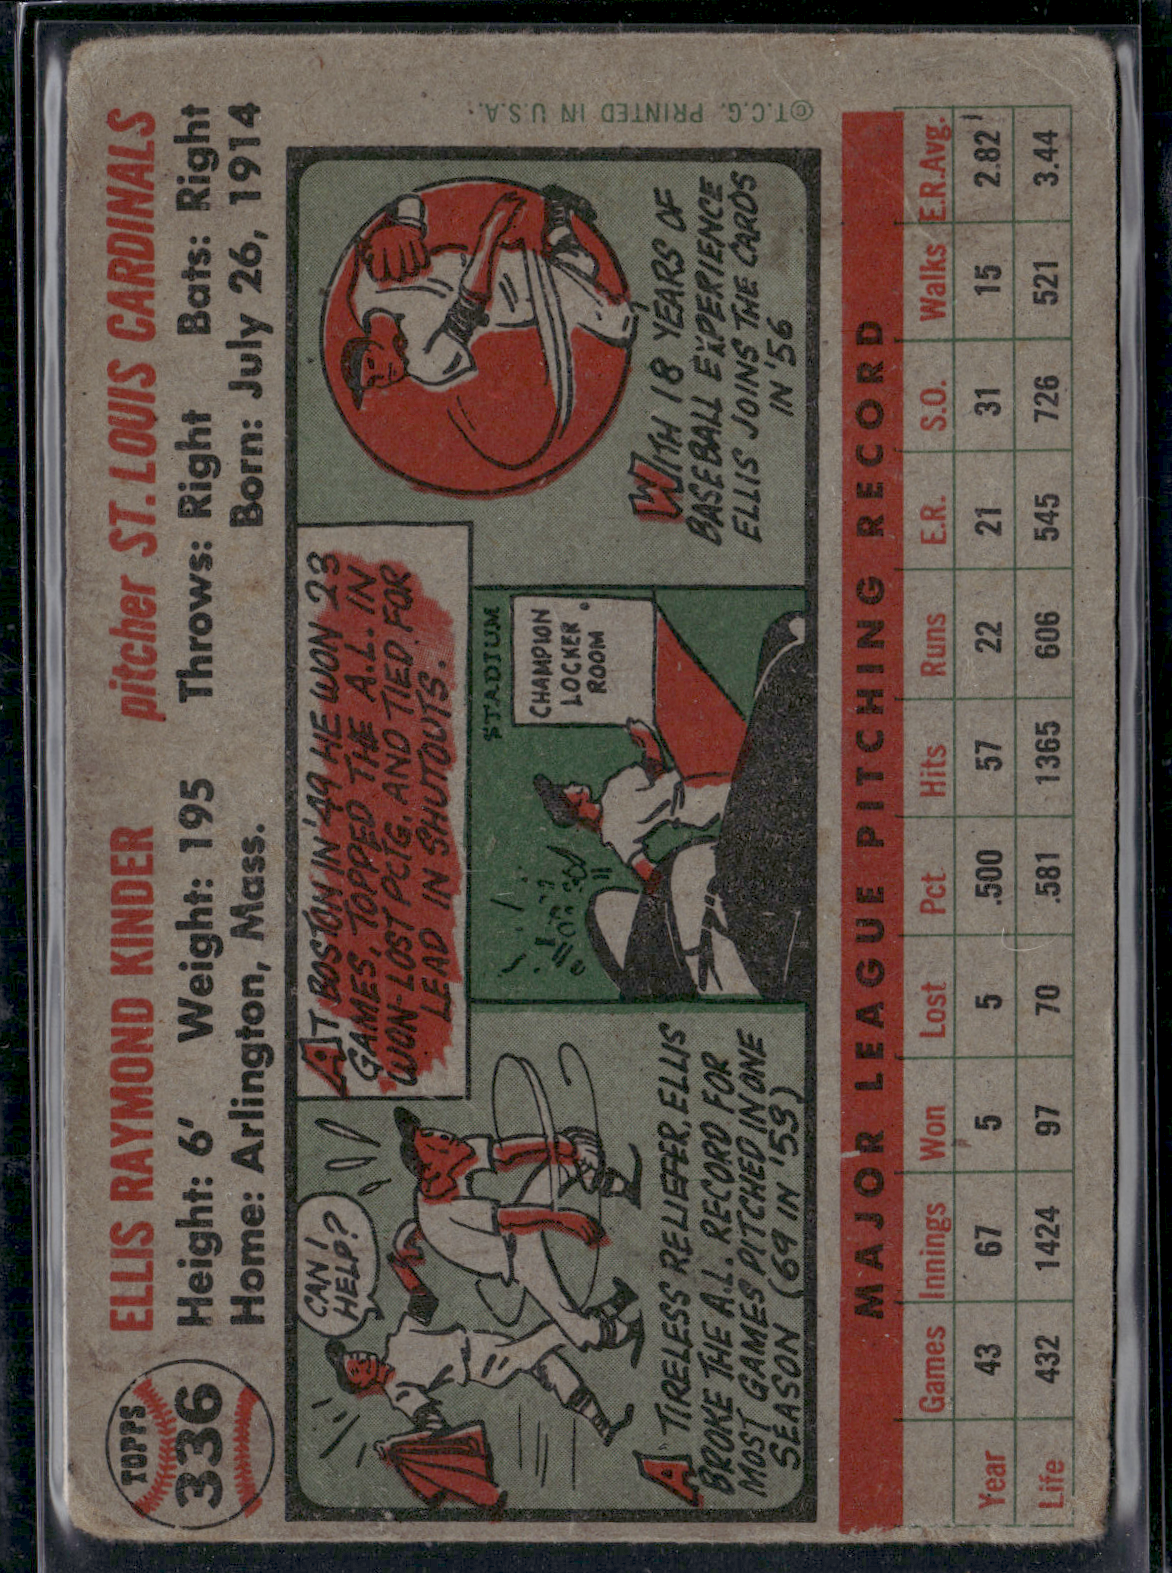 TOPPS
336
ELLIS RAYMOND KINDER pitcher ST. LOUIS CARDINALS
Height: 6' Weight: 195 Throws: Right Bats: Right
Home: Arlington, Mass. Born: July 26, 1914
CAN I
HELP?
A TIRELESS RELIEFER, ELLIS
BROKE THE A.L. RECORD FOR
MOST GAMES PITCHED IN ONE
SEASON (69 IN '53)
AT BOSTON IN '49 HE WON 23
GAMES, TOPPED THE A.L. IN
WON-LOST PCTG. AND TIED FOR
LEAD IN SHUTOUTS.
STADIUM
CHAMPION
LOCKER
ROOM
WITH 18 YEARS OF
BASEBALL EXPERIENCE
ELLIS JOINS THE CARDS
IN '56
©T.C.G. PRINTED IN U.S.A.
MAJOR LEAGUE PITCHING RECORD
Games Innings Won Lost Pct Hits Runs E.R. S.O. Walks E.R.Avg.
Year 43 67 5 5 .500 57 22 21 31 15 2.82
Life 432 1424 97 70 .581 1365 606 545 726 521 3.44